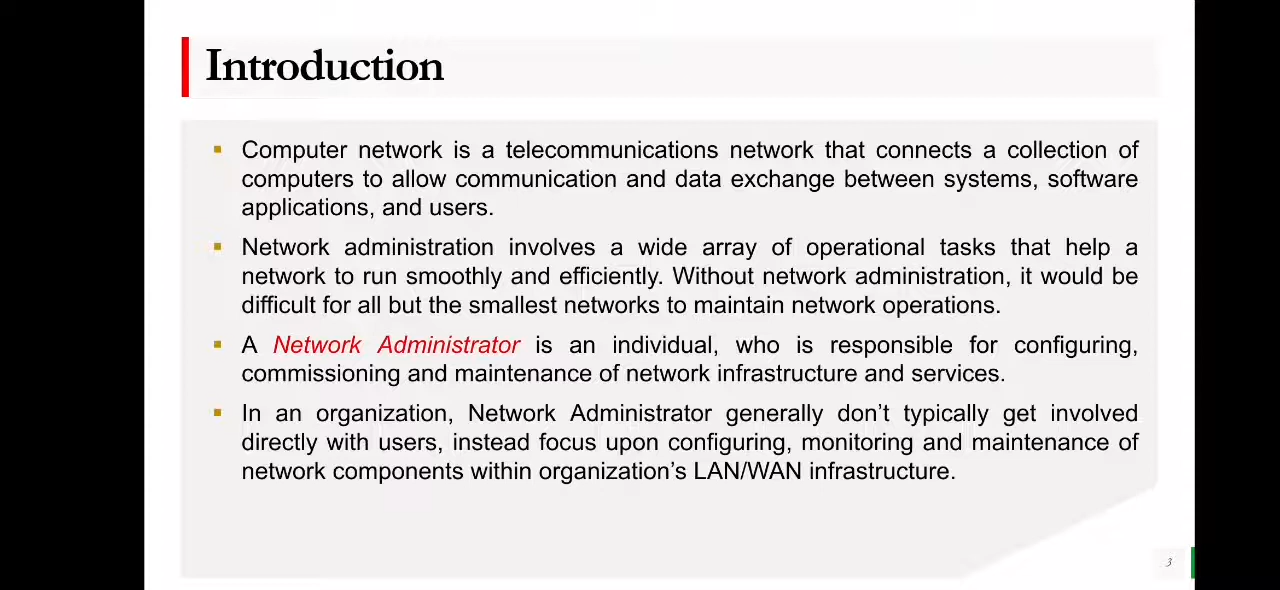 Introduction
▪ Computer network is a telecommunications network that connects a collection of
computers to allow communication and data exchange between systems, software
applications, and users.
▪ Network administration involves a wide array of operational tasks that help a
network to run smoothly and efficiently. Without network administration, it would be
difficult for all but the smallest networks to maintain network operations.
▪ A Network Administrator is an individual, who is responsible for configuring,
commissioning and maintenance of network infrastructure and services.
▪ In an organization, Network Administrator generally don’t typically get involved
directly with users, instead focus upon configuring, monitoring and maintenance of
network components within organization’s LAN/WAN infrastructure.
3